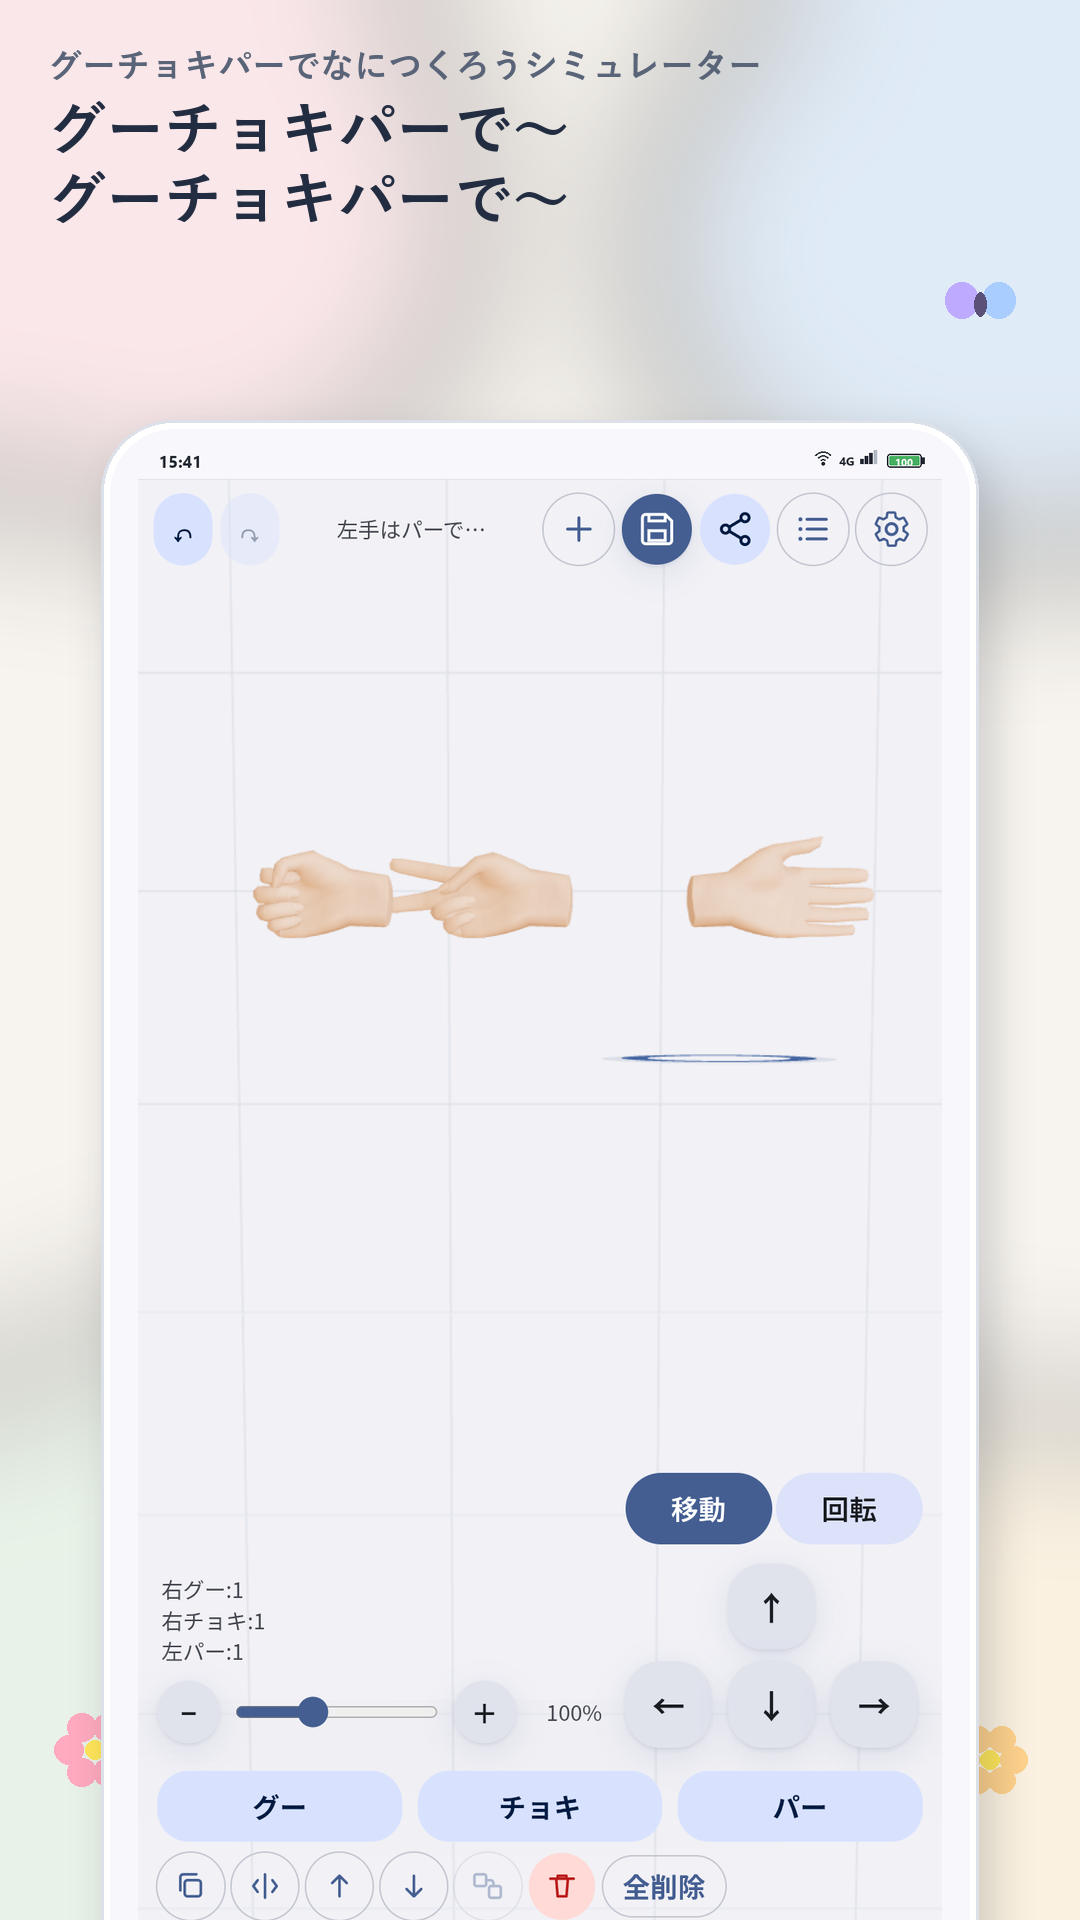 グーチョキパーでなにつくろうシミュレーター
グーチョキパーで～
グーチョキパーで～
15:41
4G
100
左手はパーで…
移動
回転
右グー:1
右チョキ:1
左パー:1
100%
グー
チョキ
パー
全削除